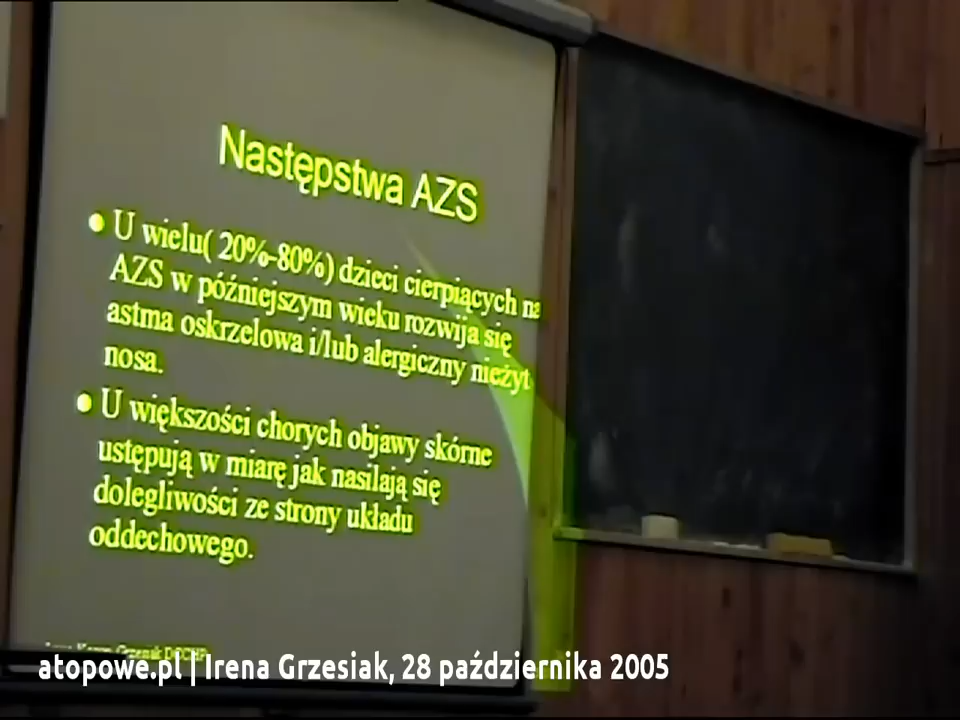 Następstwa AZS
• U wielu( 20%-80%) dzieci cierpiących na
AZS w późniejszym wieku rozwija się
astma oskrzelowa i/lub alergiczny nieżyt
nosa.
• U większości chorych objawy skórne
ustępują w miarę jak nasilają się
dolegliwości ze strony układu
oddechowego.
Grzesiak
atopowe.pl | Irena Grzesiak, 28 października 2005